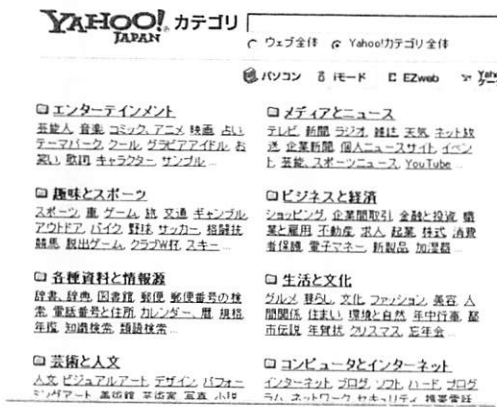 YAHOO! カテゴリ
JAPAN
ウェブ全体 Yahoo!カテゴリ全体
パソコン iモード EZweb
エンターテインメント
芸能人, 音楽, コミック, アニメ, 映画, 占い,
テーマパーク, クール, グラビアアイドル, お
笑い, 歌詞, キャラクター, サンプル...
趣味とスポーツ
スポーツ, 車, ゲーム, 旅, 交通, ギャンブル,
アウトドア, バイク, 野球, サッカー, 格闘技,
競馬, 脱出ゲーム, クラブW杯, スキー...
各種資料と情報源
辞書, 辞典, 図書館, 郵便, 郵便番号の検
索, 電話番号と住所, カレンダー、暦, 規格,
年度, 知識検索, 類語検索...
芸術と人文
人文, ビジュアルアート, デザイン, パフォー
ミングアート, 美術館, 芸術家, 写真, 小説
メディアとニュース
テレビ, 新聞, ラジオ, 雑誌, 天気, ネット放
送, 企業新聞, 個人ニュースサイト, イベン
ト, 芸能、スポーツニュース, YouTube...
ビジネスと経済
ショッピング, 企業間取引, 金融と投資, 職
業と雇用, 不動産, 求人, 起業, 株式, 消費
者保護, 電子マネー, 新製品, 加湿器...
生活と文化
グルメ, 暮らし, 文化, ファッション, 美容, 人
間関係, 住まい, 環境と自然, 年中行事, 都
市伝説, 年賀状, クリスマス, 忘年会...
コンピュータとインターネット
インターネット, ブログ, ソフト, ハード, プログ
ラム, ネットワーク, セキュリティ, 携帯電話